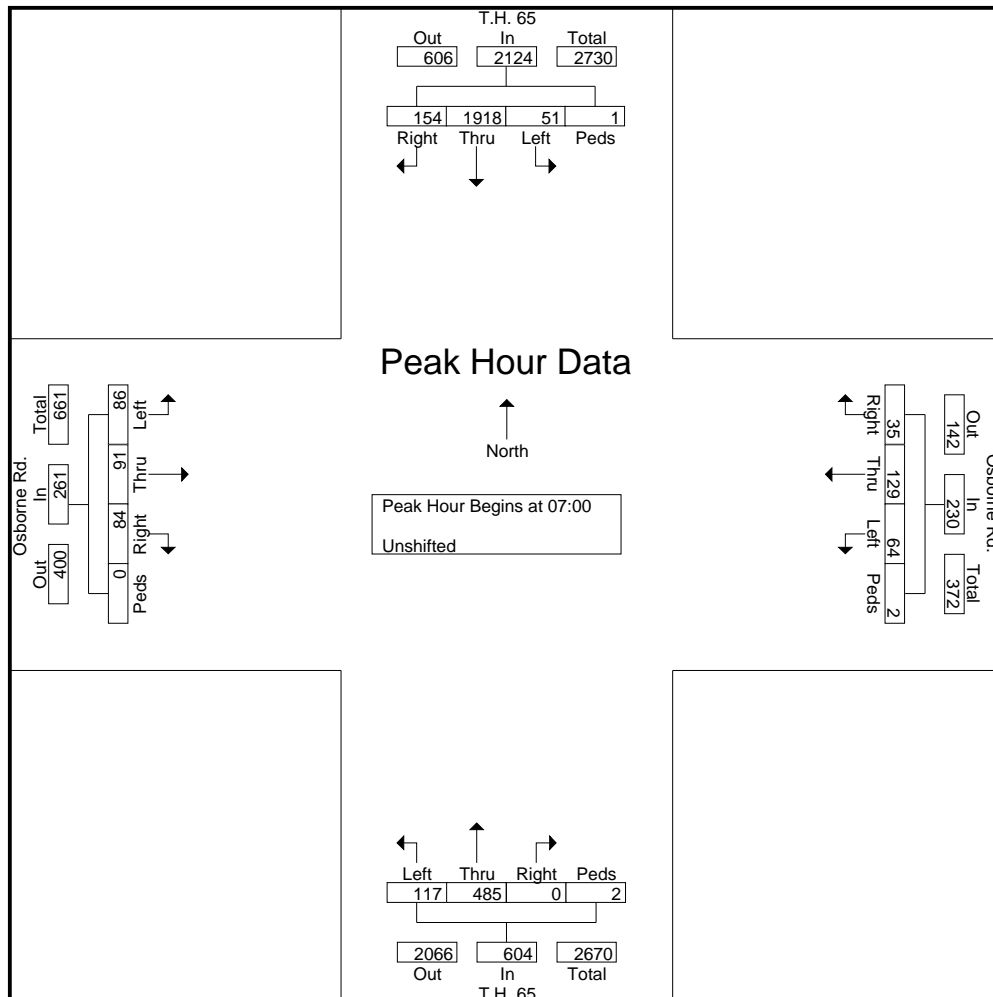 T.H. 65
Out In Total
606 2124 2730
154 1918 51 1
Right Thru Left Peds
Peak Hour Data
North
Peak Hour Begins at 07:00
Unshifted
Osborne Rd.
Total In Out
661 261 400
86 91 84 0
Left Thru Right Peds
Osborne Rd.
Out In Total
142 230 372
35 129 64 2
Right Thru Left Peds
Left Thru Right Peds
117 485 0 2
2066 604 2670
Out In Total
T.H. 65